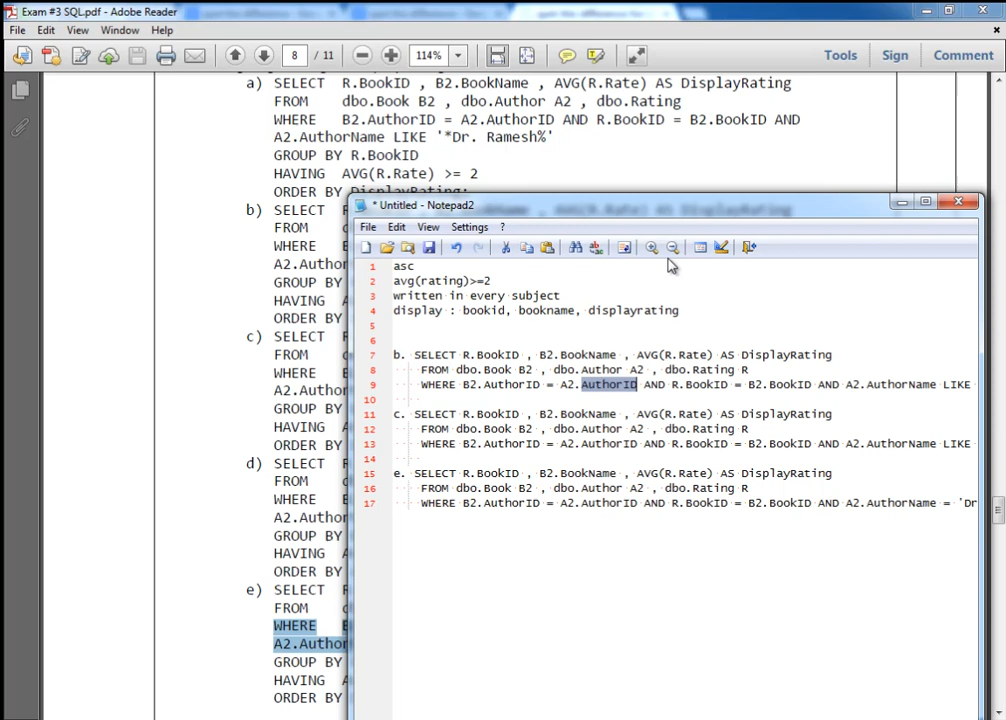 Exam #3 SQL.pdf - Adobe Reader
File Edit View Window Help
8 / 11 114% Tools Sign Comment
a) SELECT R.BookID , B2.BookName , AVG(R.Rate) AS DisplayRating
FROM dbo.Book B2 , dbo.Author A2 , dbo.Rating
WHERE B2.AuthorID = A2.AuthorID AND R.BookID = B2.BookID AND
A2.AuthorName LIKE '*Dr. Ramesh%'
GROUP BY R.BookID
HAVING AVG(R.Rate) >= 2
ORDER BY DisplayRating;
b) SELECT
FROM
WHERE
GROUP BY
HAVING
ORDER BY
c) SELECT
FROM
WHERE
A2.Author
GROUP BY
HAVING
ORDER BY
d) SELECT
FROM
WHERE
A2.Author
GROUP BY
HAVING
ORDER BY
e) SELECT
FROM
WHERE
A2.Author
GROUP BY
HAVING
ORDER BY
* Untitled - Notepad2
File Edit View Settings ?
1 asc
2 avg(rating)>=2
3 written in every subject
4 display : bookid, bookname, displayrating
5
6
7 b. SELECT R.BookID , B2.BookName , AVG(R.Rate) AS DisplayRating
8 FROM dbo.Book B2 , dbo.Author A2 , dbo.Rating R
9 WHERE B2.AuthorID = A2.AuthorID AND R.BookID = B2.BookID AND A2.AuthorName LIKE
10
11 c. SELECT R.BookID , B2.BookName , AVG(R.Rate) AS DisplayRating
12 FROM dbo.Book B2 , dbo.Author A2 , dbo.Rating R
13 WHERE B2.AuthorID = A2.AuthorID AND R.BookID = B2.BookID AND A2.AuthorName LIKE
14
15 e. SELECT R.BookID , B2.BookName , AVG(R.Rate) AS DisplayRating
16 FROM dbo.Book B2 , dbo.Author A2 , dbo.Rating R
17 WHERE B2.AuthorID = A2.AuthorID AND R.BookID = B2.BookID AND A2.AuthorName = 'Dr